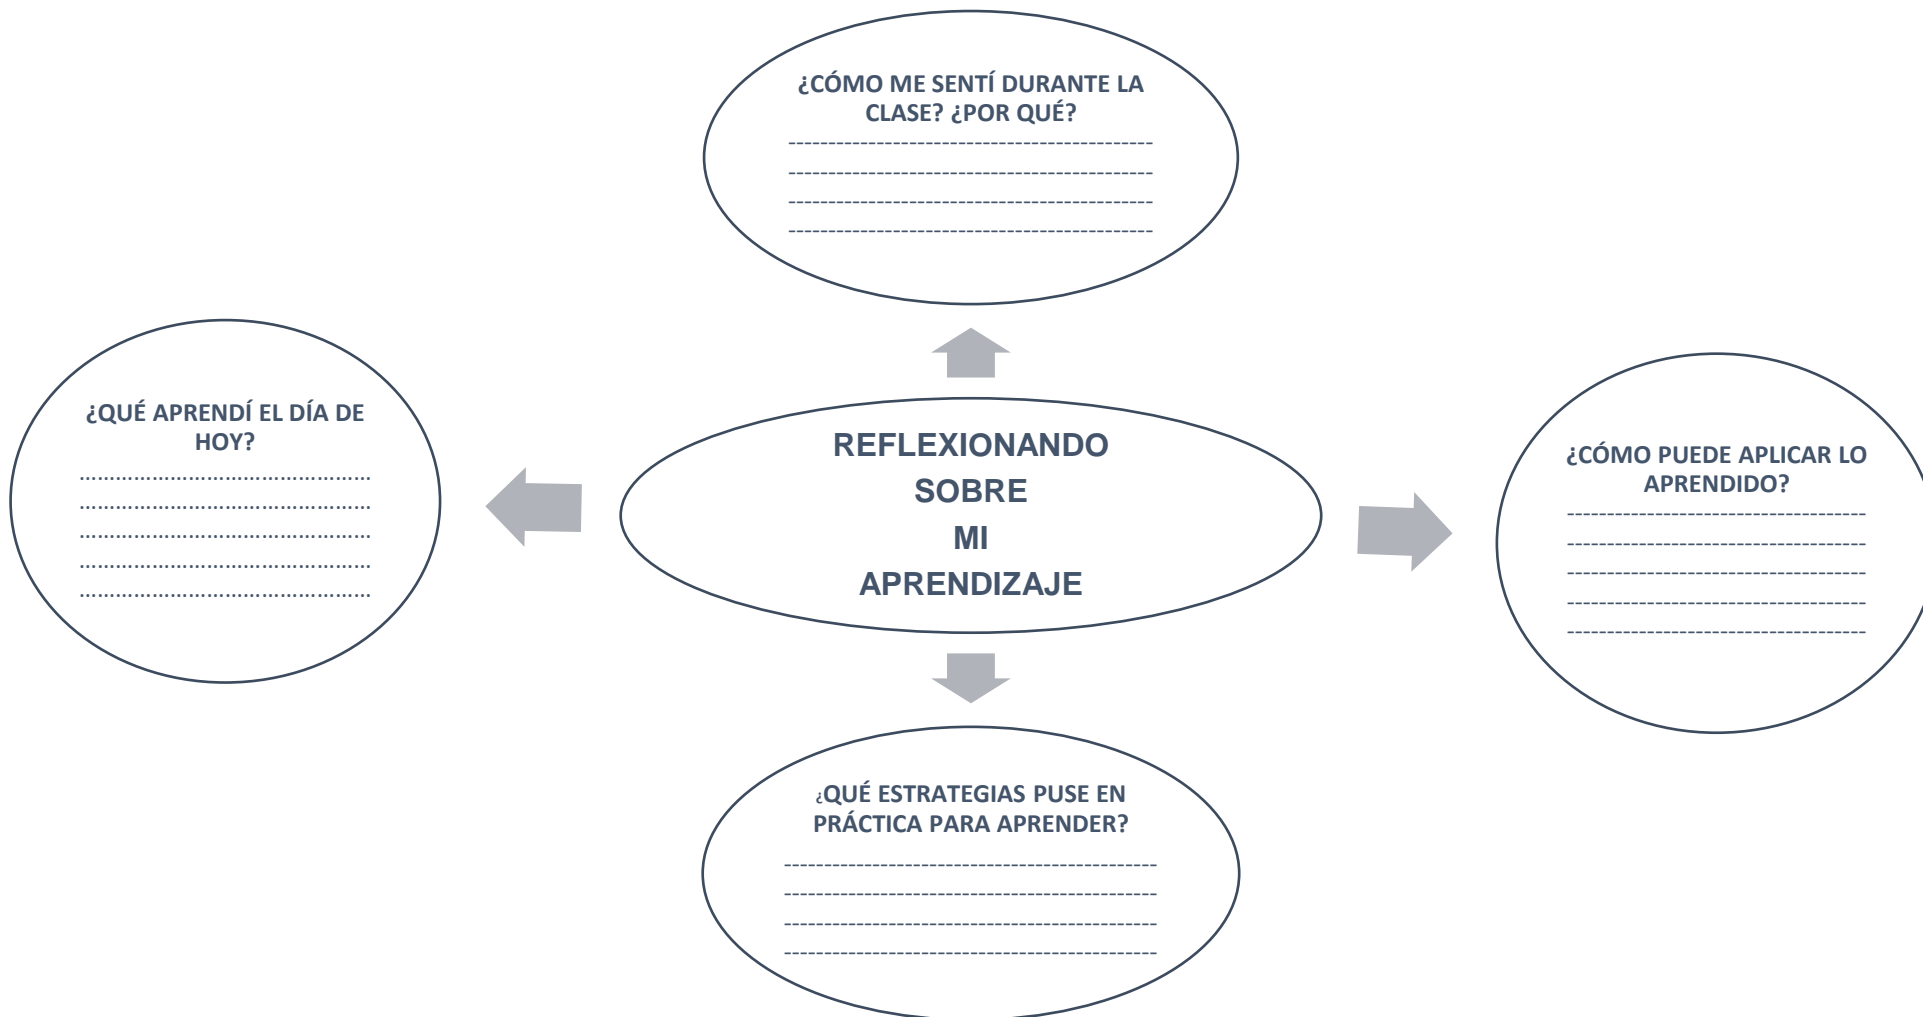 ¿CÓMO ME SENTÍ DURANTE LA
CLASE? ¿POR QUÉ?
----------------------------------------------
----------------------------------------------
----------------------------------------------
----------------------------------------------
¿QUÉ APRENDÍ EL DÍA DE
HOY?
................................................
................................................
................................................
................................................
................................................
REFLEXIONANDO
SOBRE
MI
APRENDIZAJE
¿CÓMO PUEDE APLICAR LO
APRENDIDO?
--------------------------------------
--------------------------------------
--------------------------------------
--------------------------------------
--------------------------------------
¿QUÉ ESTRATEGIAS PUSE EN
PRÁCTICA PARA APRENDER?
-----------------------------------------------
-----------------------------------------------
-----------------------------------------------
-----------------------------------------------